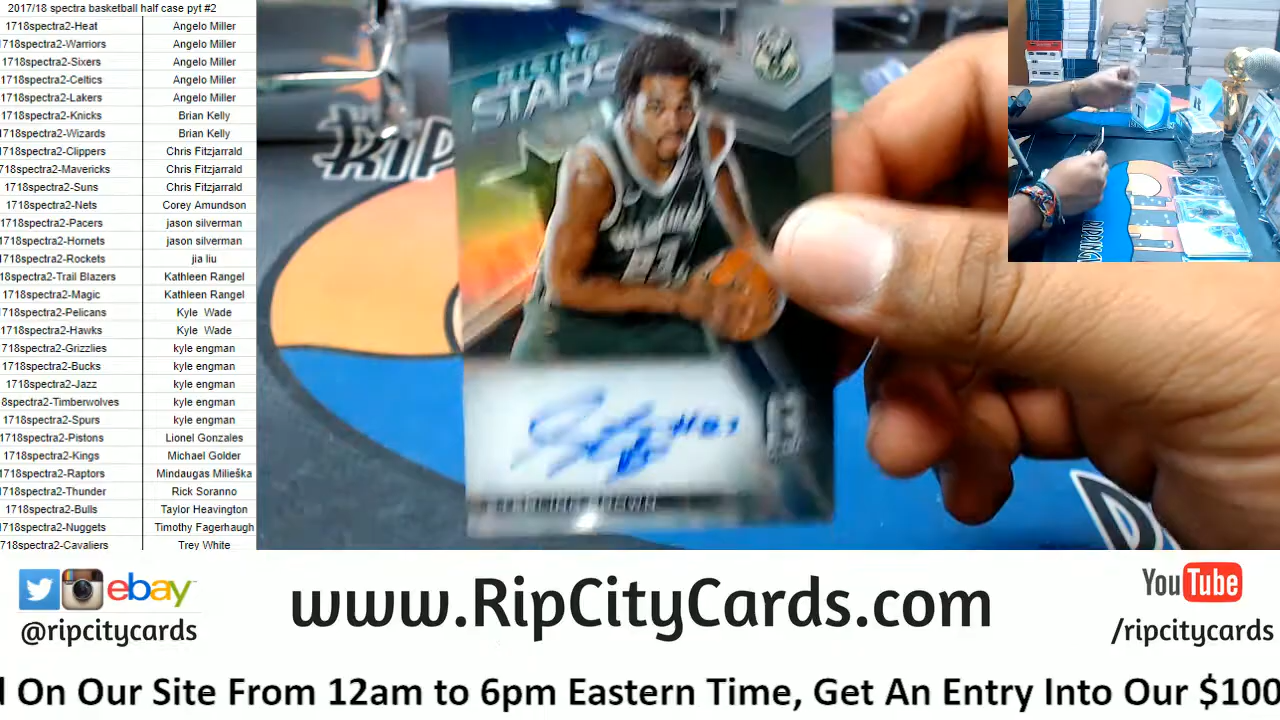 2017/18 spectra basketball half case pyt #2
1718spectra2-Heat Angelo Miller
1718spectra2-Warriors Angelo Miller
1718spectra2-Sixers Angelo Miller
1718spectra2-Celtics Angelo Miller
1718spectra2-Lakers Angelo Miller
1718spectra2-Knicks Brian Kelly
1718spectra2-Wizards Brian Kelly
1718spectra2-Clippers Chris Fitzjarrald
1718spectra2-Mavericks Chris Fitzjarrald
1718spectra2-Suns Chris Fitzjarrald
1718spectra2-Nets Corey Amundson
1718spectra2-Pacers jason silverman
1718spectra2-Hornets jason silverman
1718spectra2-Rockets jia liu
18spectra2-Trail Blazers Kathleen Rangel
1718spectra2-Magic Kathleen Rangel
1718spectra2-Pelicans Kyle Wade
1718spectra2-Hawks Kyle Wade
718spectra2-Grizzlies kyle engman
1718spectra2-Bucks kyle engman
1718spectra2-Jazz kyle engman
8spectra2-Timberwolves kyle engman
1718spectra2-Spurs kyle engman
1718spectra2-Pistons Lionel Gonzales
1718spectra2-Kings Michael Golder
1718spectra2-Raptors Mindaugas Milieška
1718spectra2-Thunder Rick Soranno
1718spectra2-Bulls Taylor Heavington
1718spectra2-Nuggets Timothy Fagerhaugh
718spectra2-Cavaliers Trey White
RISING
STARS
RIP
ebay
@ripcitycards
www.RipCityCards.com
YouTube
/ripcitycards
On Our Site From 12am to 6pm Eastern Time, Get An Entry Into Our $100